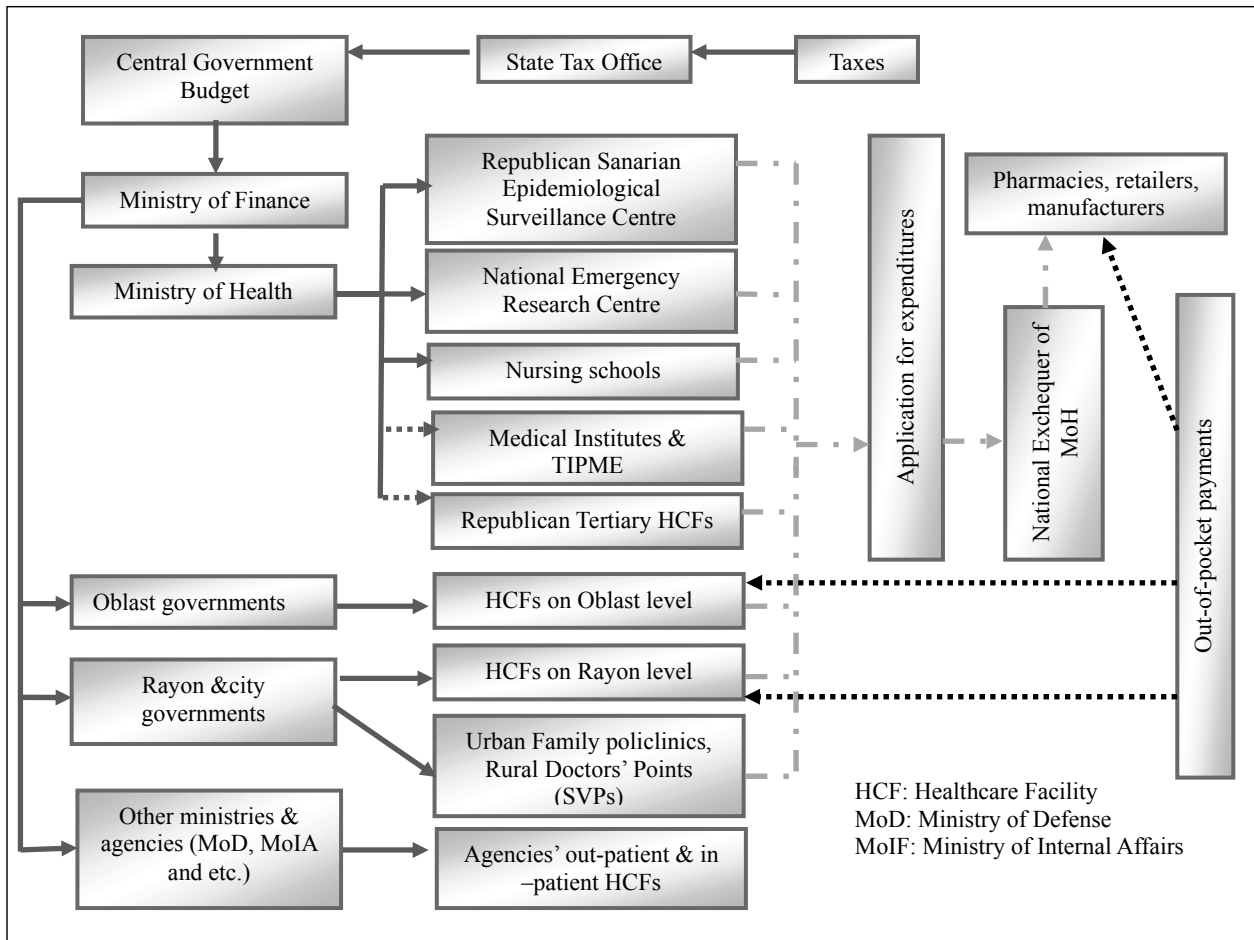 Central Government
Budget
State Tax Office
Taxes
Ministry of Finance
Ministry of Health
Republican Sanarian
Epidemiological
Surveillance Centre
National Emergency
Research Centre
Nursing schools
Medical Institutes &
TIPME
Republican Tertiary HCFs
Application for expenditures
Pharmacies, retailers,
manufacturers
National Exchequer of
MoH
Out-of-pocket payments
Oblast governments
HCFs on Oblast level
Rayon &city
governments
HCFs on Rayon level
Urban Family policlinics,
Rural Doctors’ Points
(SVPs)
Other ministries &
agencies (MoD, MoIA
and etc.)
Agencies’ out-patient & in
–patient HCFs
HCF: Healthcare Facility
MoD: Ministry of Defense
MoIF: Ministry of Internal Affairs